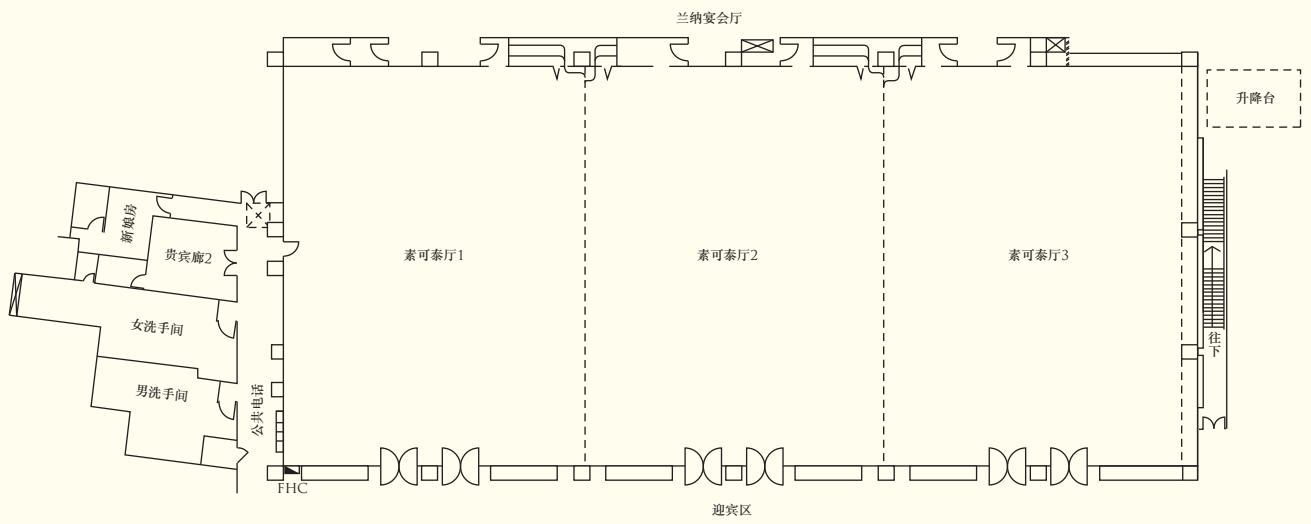 兰纳宴会厅
升降台
新娘房
贵宾廊2
素可泰厅1
素可泰厅2
素可泰厅3
女洗手间
往下
男洗手间
公共电话
FHC
迎宾区